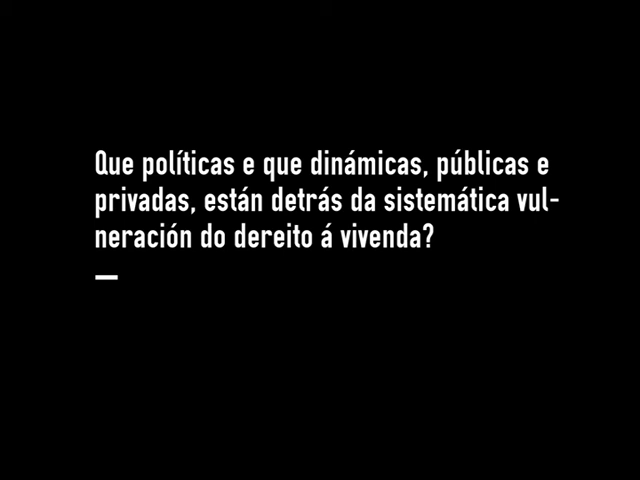 Que políticas e que dinámicas, públicas e
privadas, están detrás da sistemática vul-
neración do dereito á vivenda?